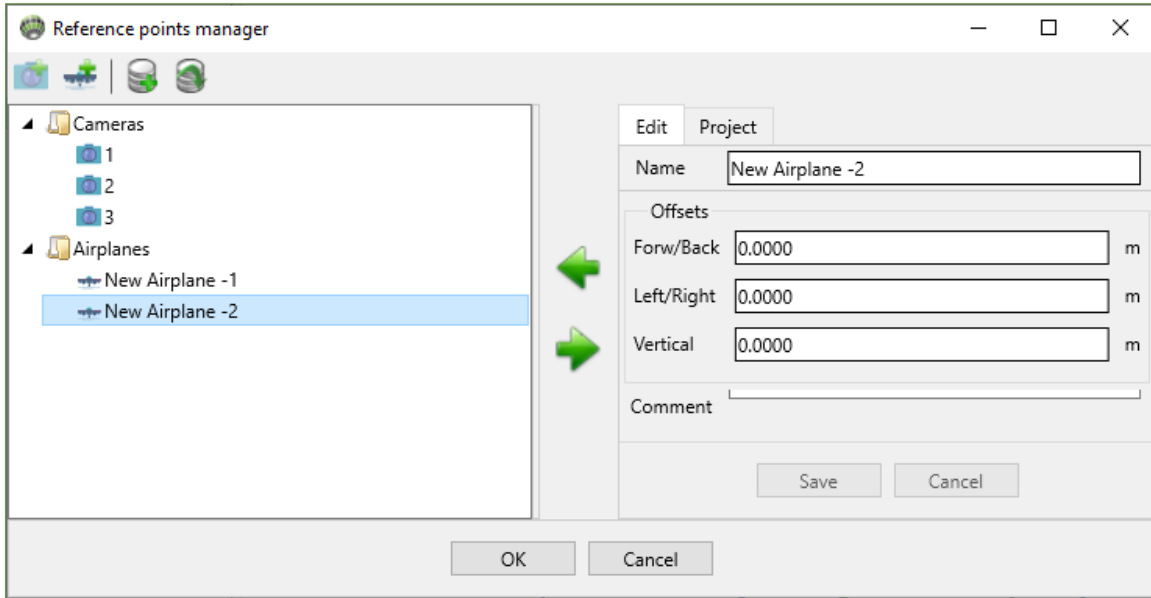 Reference points manager
Cameras
1
2
3
Airplanes
New Airplane -1
New Airplane -2
Edit Project
Name New Airplane -2
Offsets
Forw/Back 0.0000 m
Left/Right 0.0000 m
Vertical 0.0000 m
Comment
Save Cancel
OK Cancel